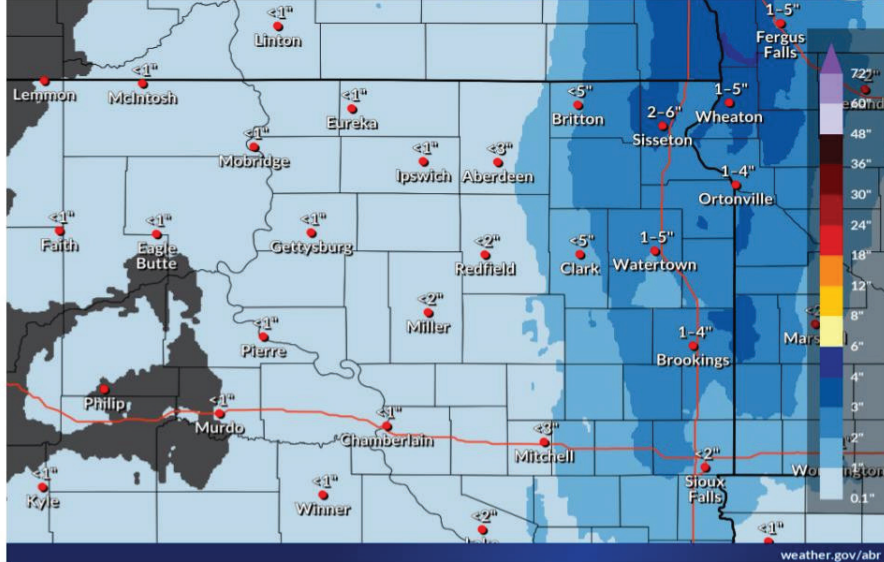 <1"
Linton
1-5"
Fergus
Falls
Lemmon
<1"
McIntosh
<1"
Eureka
<5"
Britton
2-6"
Sisseton
1-5"
Wheaton
<1"
Mobridge
<1"
Ipswich
<3"
Aberdeen
1-4"
Ortonville
<1"
Faith
<1"
Eagle
Butte
<1"
Gettysburg
<2"
Redfield
<5"
Clark
1-5"
Watertown
<2"
Miller
<1"
Pierre
1-4"
Brookings
Philip
<1"
Murdo
<1"
Chamberlain
<3"
Mitchell
<2"
Sioux
Falls
<1"
Kyle
<1"
Winner
<2"
<1"
72"
60"
48"
36"
30"
24"
18"
12"
8"
6"
4"
3"
2"
1"
0.1"
weather.gov/abr